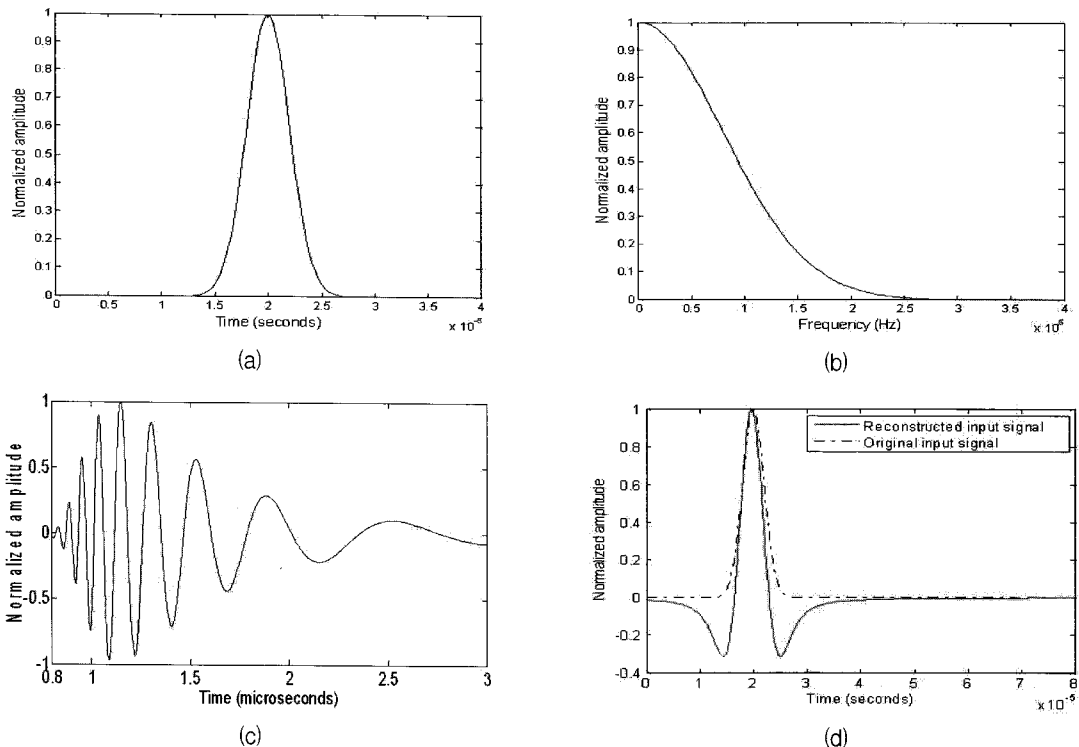 1
0.9
0.8
0.7
0.6
0.5
0.4
0.3
0.2
0.1
0
Normalized amplitude
0 0.5 1 1.5 2 2.5 3 3.5 4
Time (seconds)
x 10⁻⁵
(a)
1
0.9
0.8
0.7
0.6
0.5
0.4
0.3
0.2
0.1
0
Normalized amplitude
0 0.5 1 1.5 2 2.5 3 3.5 4
Frequency (Hz)
(b)
1
0.5
0
-0.5
-1
Normalized amplitude
0.8 1 1.5 2 2.5 3
Time (microseconds)
(c)
1
0.8
0.6
0.4
0.2
0
-0.2
-0.4
Normalized amplitude
Reconstructed input signal
Original input signal
0 1 2 3 4 5 6 7 8
Time (seconds)
x 10⁻⁵
(d)